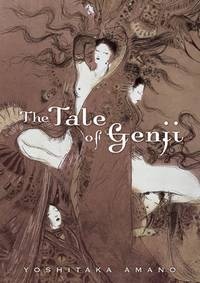 The Tale
of Genji
YOSHITAKA AMANO